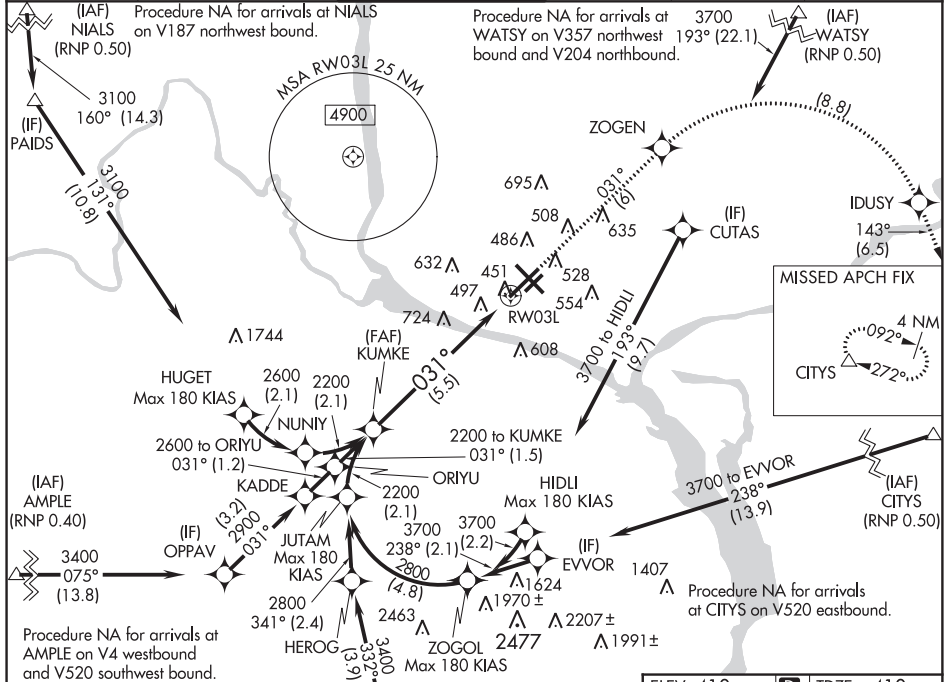 (IAF)
NIALS
(RNP 0.50)
Procedure NA for arrivals at NIALS
on V187 northwest bound.
Procedure NA for arrivals at
WATSY on V357 northwest
bound and V204 northbound.
3700
193° (22.1)
(IAF)
WATSY
(RNP 0.50)
3100
160° (14.3)
(IF)
PAIDS
MSA RW03L 25 NM
4900
ZOGEN
(8.8)
3100
131°
(10.8)
695
031°
(6)
508
635
(IF)
CUTAS
IDUSY
143°
(6.5)
486
632
451
528
497
554
724
RW03L
608
MISSED APCH FIX
4 NM
092°
CITYS
272°
1744
(FAF)
KUMKE
031°
(5.5)
3700 to HIDLI
193°
(9.7)
HUGET
Max 180 KIAS
2600
(2.1)
2200
(2.1)
NUNIY
2600 to ORIYU
031° (1.2)
2200 to KUMKE
031° (1.5)
ORIYU
KADDE
2200
(2.1)
HIDLI
Max 180 KIAS
3700 to EVVOR
238°
(13.9)
(IAF)
CITYS
(RNP 0.50)
(IAF)
AMPLE
(RNP 0.40)
(IF)
OPPAV
(3.2)
2900
031°
JUTAM
Max 180
KIAS
3700
238° (2.1)
3700
(2.2)
(IF)
EVVOR
3400
075°
(13.8)
2800
(4.8)
1624
1407
2800
341° (2.4)
2463
1970 ±
2477
2207±
1991±
Procedure NA for arrivals
at CITYS on V520 eastbound.
HEROG
3400
332°
(3.9)
ZOGOL
Max 180 KIAS
Procedure NA for arrivals at
AMPLE on V4 westbound
and V520 southwest bound.